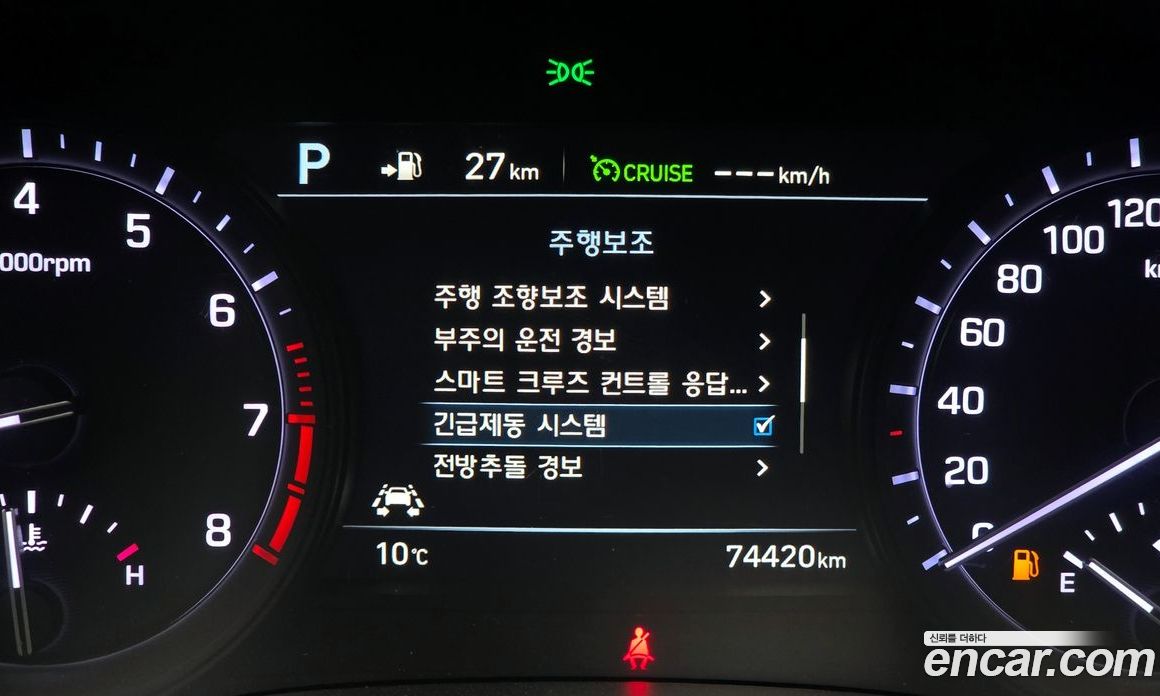 P 27 km CRUISE ---km/h
주행보조
주행 조향보조 시스템
부주의 운전 경보
스마트 크루즈 컨트롤 응답...
긴급제동 시스템
전방추돌 경보
10℃ 74420km
4
5
6
7
8
000rpm
H
120
100
80
60
40
20
0
E
신뢰를 더하다
encar.com